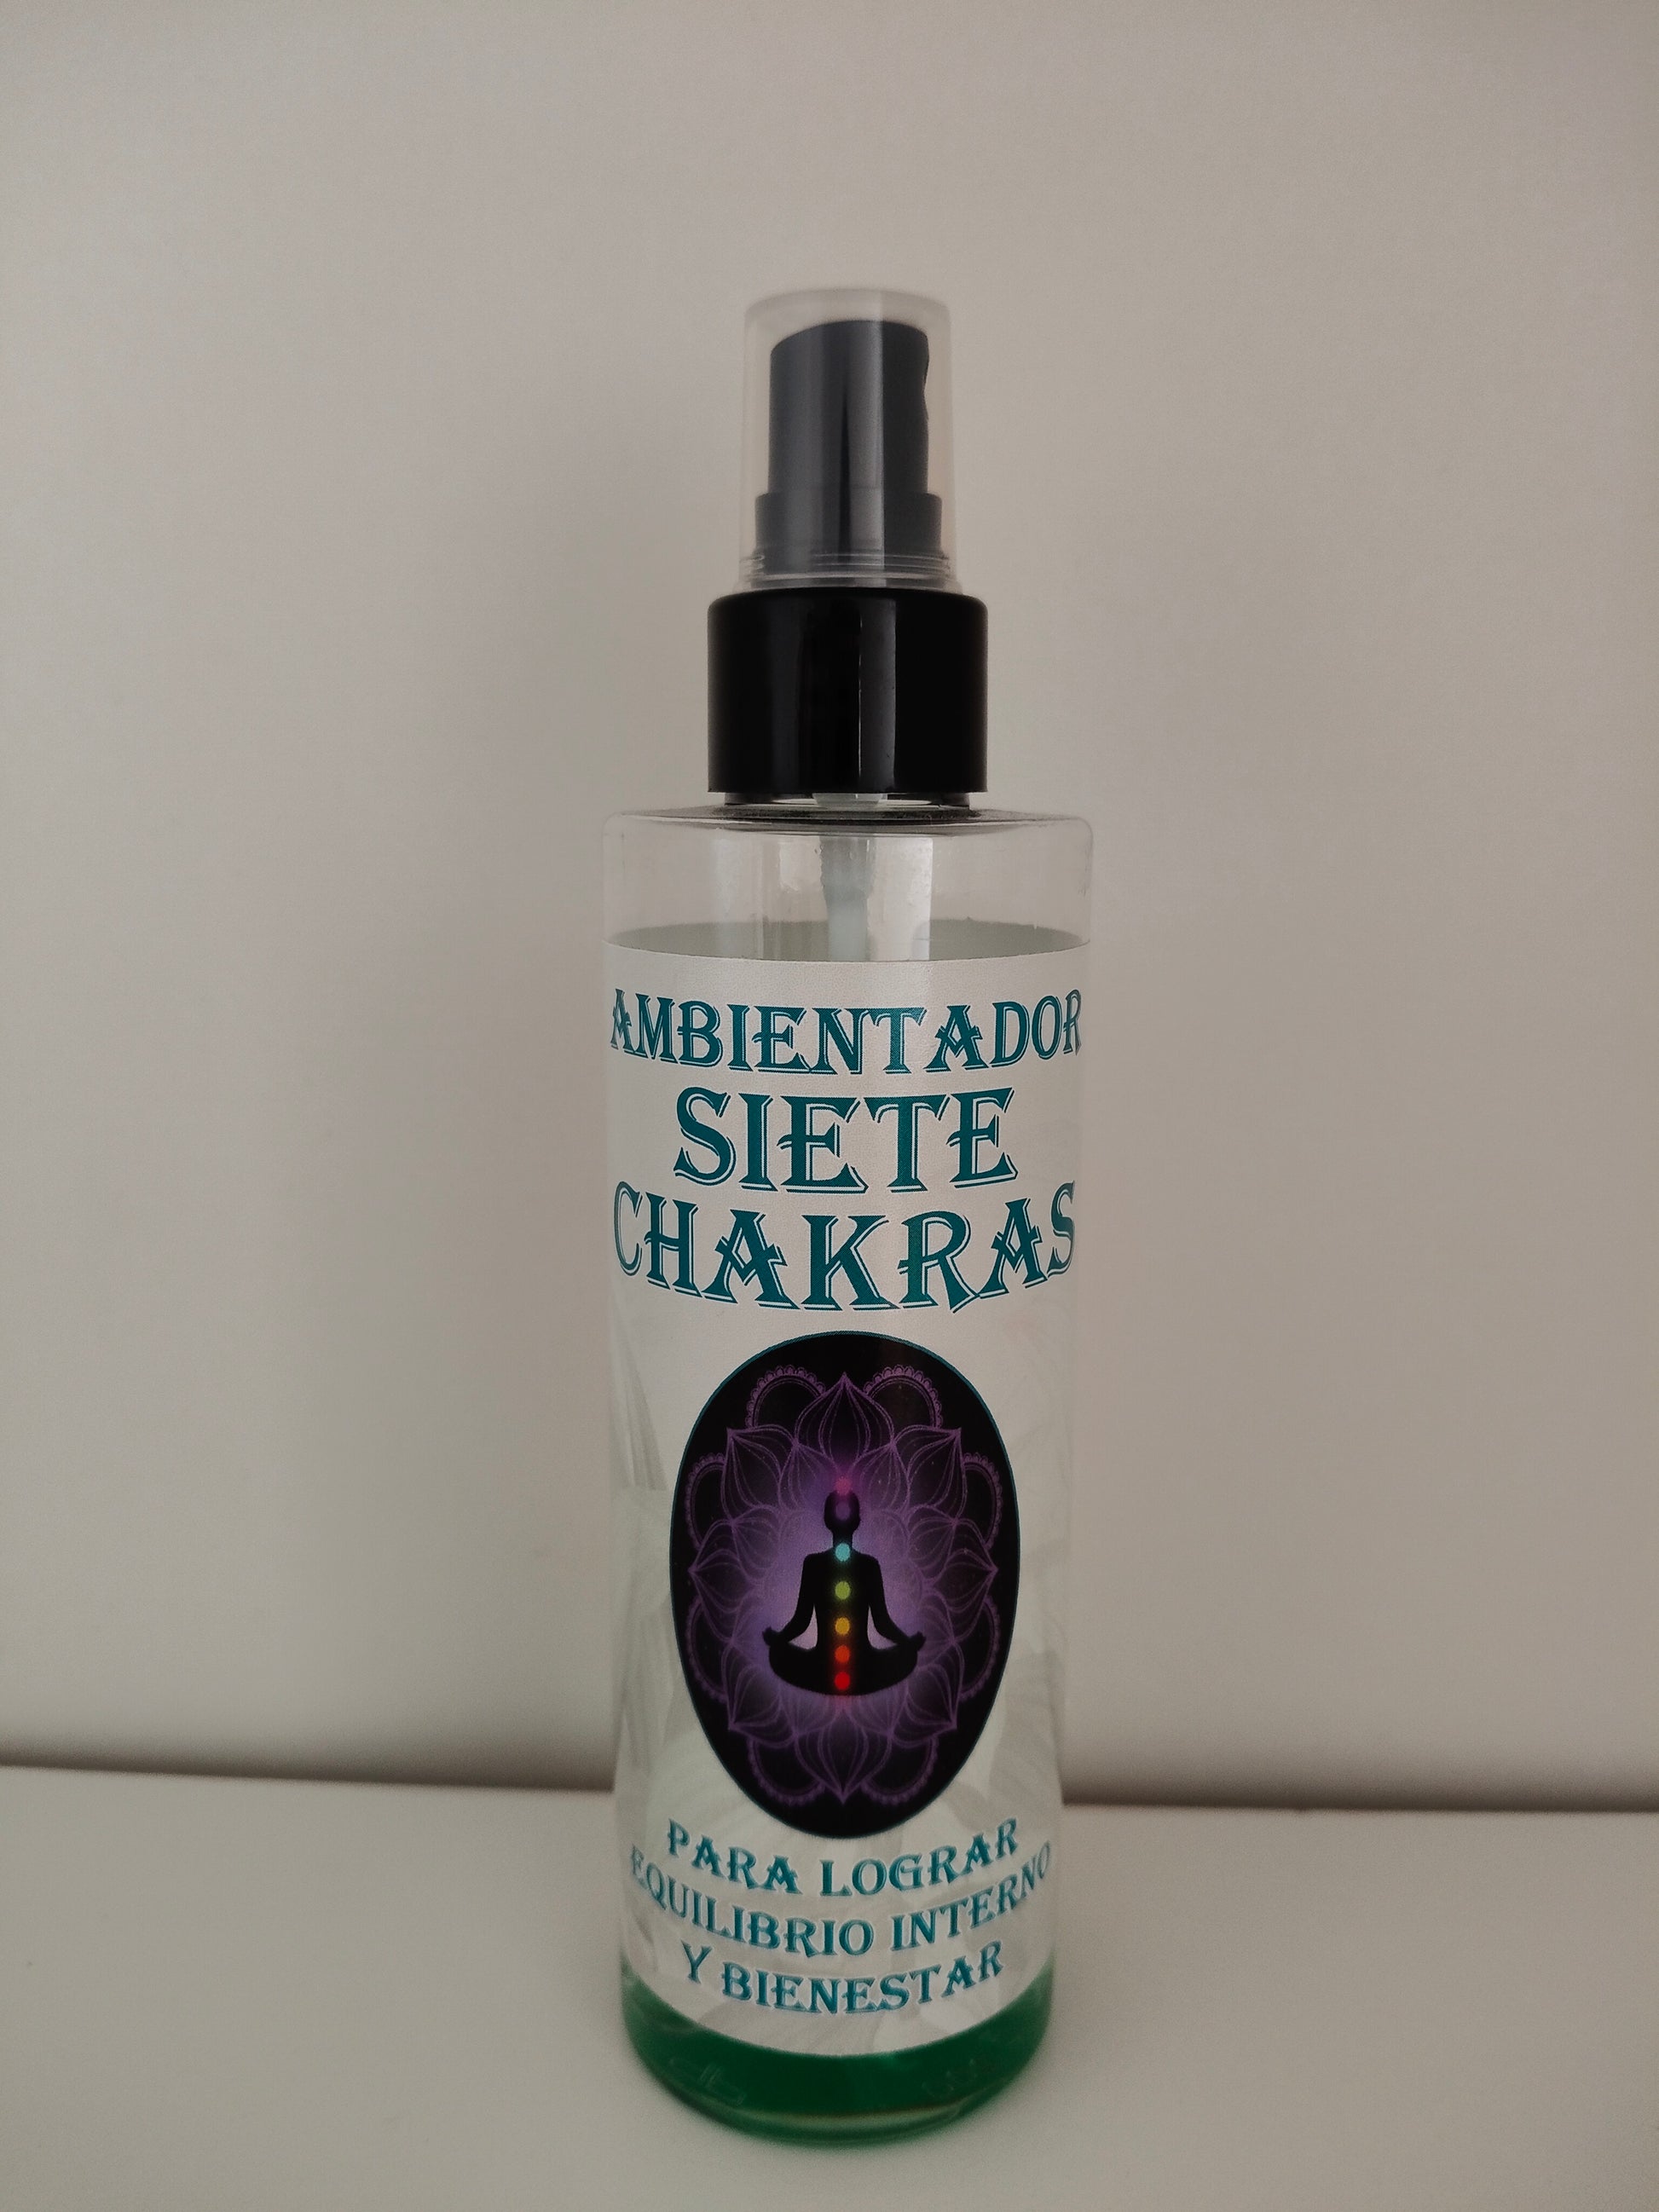 AMBIENTADOR
SIETE
CHAKRAS
PARA LOGRAR
EQUILIBRIO INTERNO
Y BIENESTAR